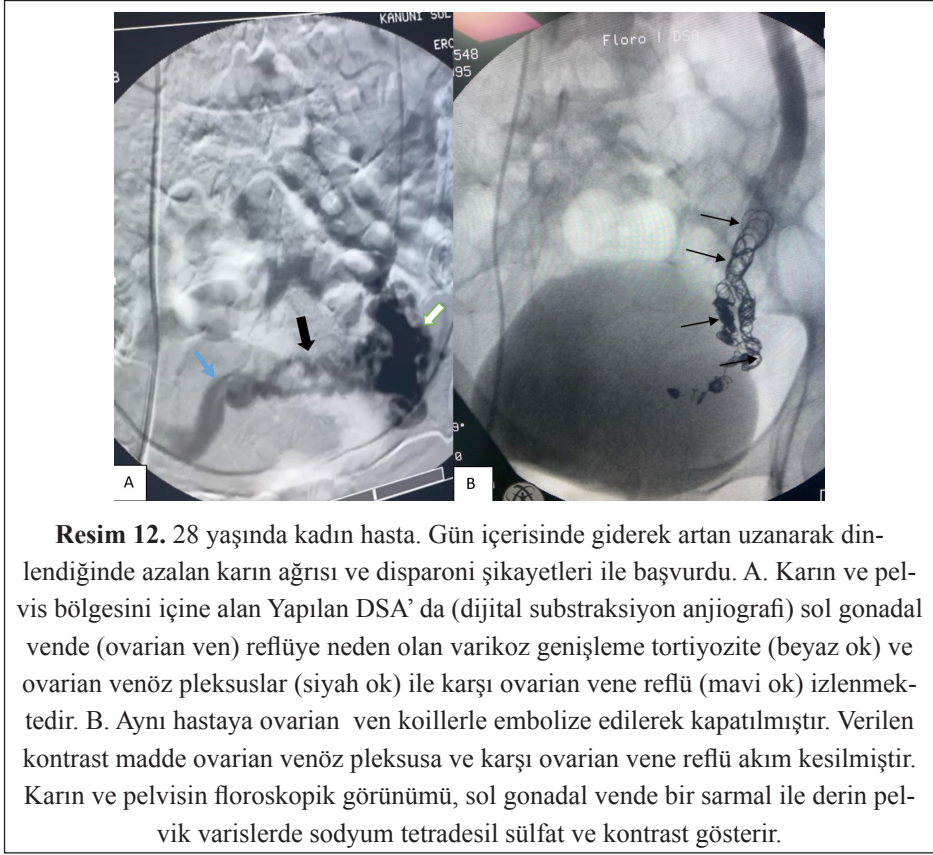 KANUNI SUL
ERC
B
548
95
Floro | DSA
9°
0
A
B
Resim 12. 28 yaşında kadın hasta. Gün içerisinde giderek artan uzanarak din-
lendiğinde azalan karın ağrısı ve disparoni şikayetleri ile başvurdu. A. Karın ve pel-
vis bölgesini içine alan Yapılan DSA’ da (dijital substraksiyon anjiografi) sol gonadal
vende (ovarian ven) reflüye neden olan varikoz genişleme tortiyozite (beyaz ok) ve
ovarian venöz pleksuslar (siyah ok) ile karşı ovarian vene reflü (mavi ok) izlenmek-
tedir. B. Aynı hastaya ovarian ven koillerle embolize edilerek kapatılmıştır. Verilen
kontrast madde ovarian venöz pleksusa ve karşı ovarian vene reflü akım kesilmiştir.
Karın ve pelvisin floroskopik görünümü, sol gonadal vende bir sarmal ile derin pel-
vik varislerde sodyum tetradesil sülfat ve kontrast gösterir.